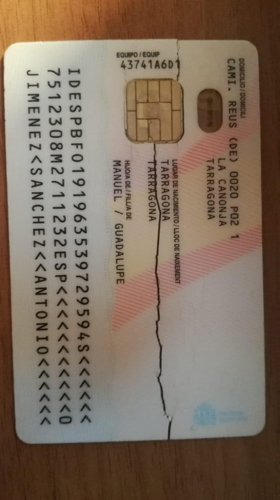 DOMICILIO / DOMICILI
CAMI. REUS (DE) 0020 P02 1
LA CANONJA
TARRAGONA
LUGAR DE NACIMIENTO / LLOC DE NAIXEMENT
TARRAGONA
TARRAGONA
HIJO/A DE / FILL/A DE
MANUEL / GUADALUPE
EQUIPO / EQUIP
43741A6D1
IDESPBFO191963539729594S<<<<<<
7512308M2711232ESP<<<<<<<<<<<0
JIMENEZ<SANCHEZ<<ANTONIO<<<<<<